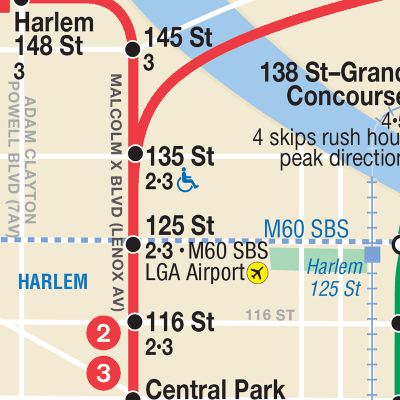 Harlem
148 St
3
145 St
3
138 St–Grand
Concourse
4•5
4 skips rush hou
peak direction
MALCOLM X BLVD (LENOX AV)
ADAM CLAYTON
POWELL BLVD (7AV)
135 St
2•3
125 St
2•3 • M60 SBS
LGA Airport
M60 SBS
Harlem
125 St
HARLEM
116 St
2•3
116 ST
2
3
Central Park